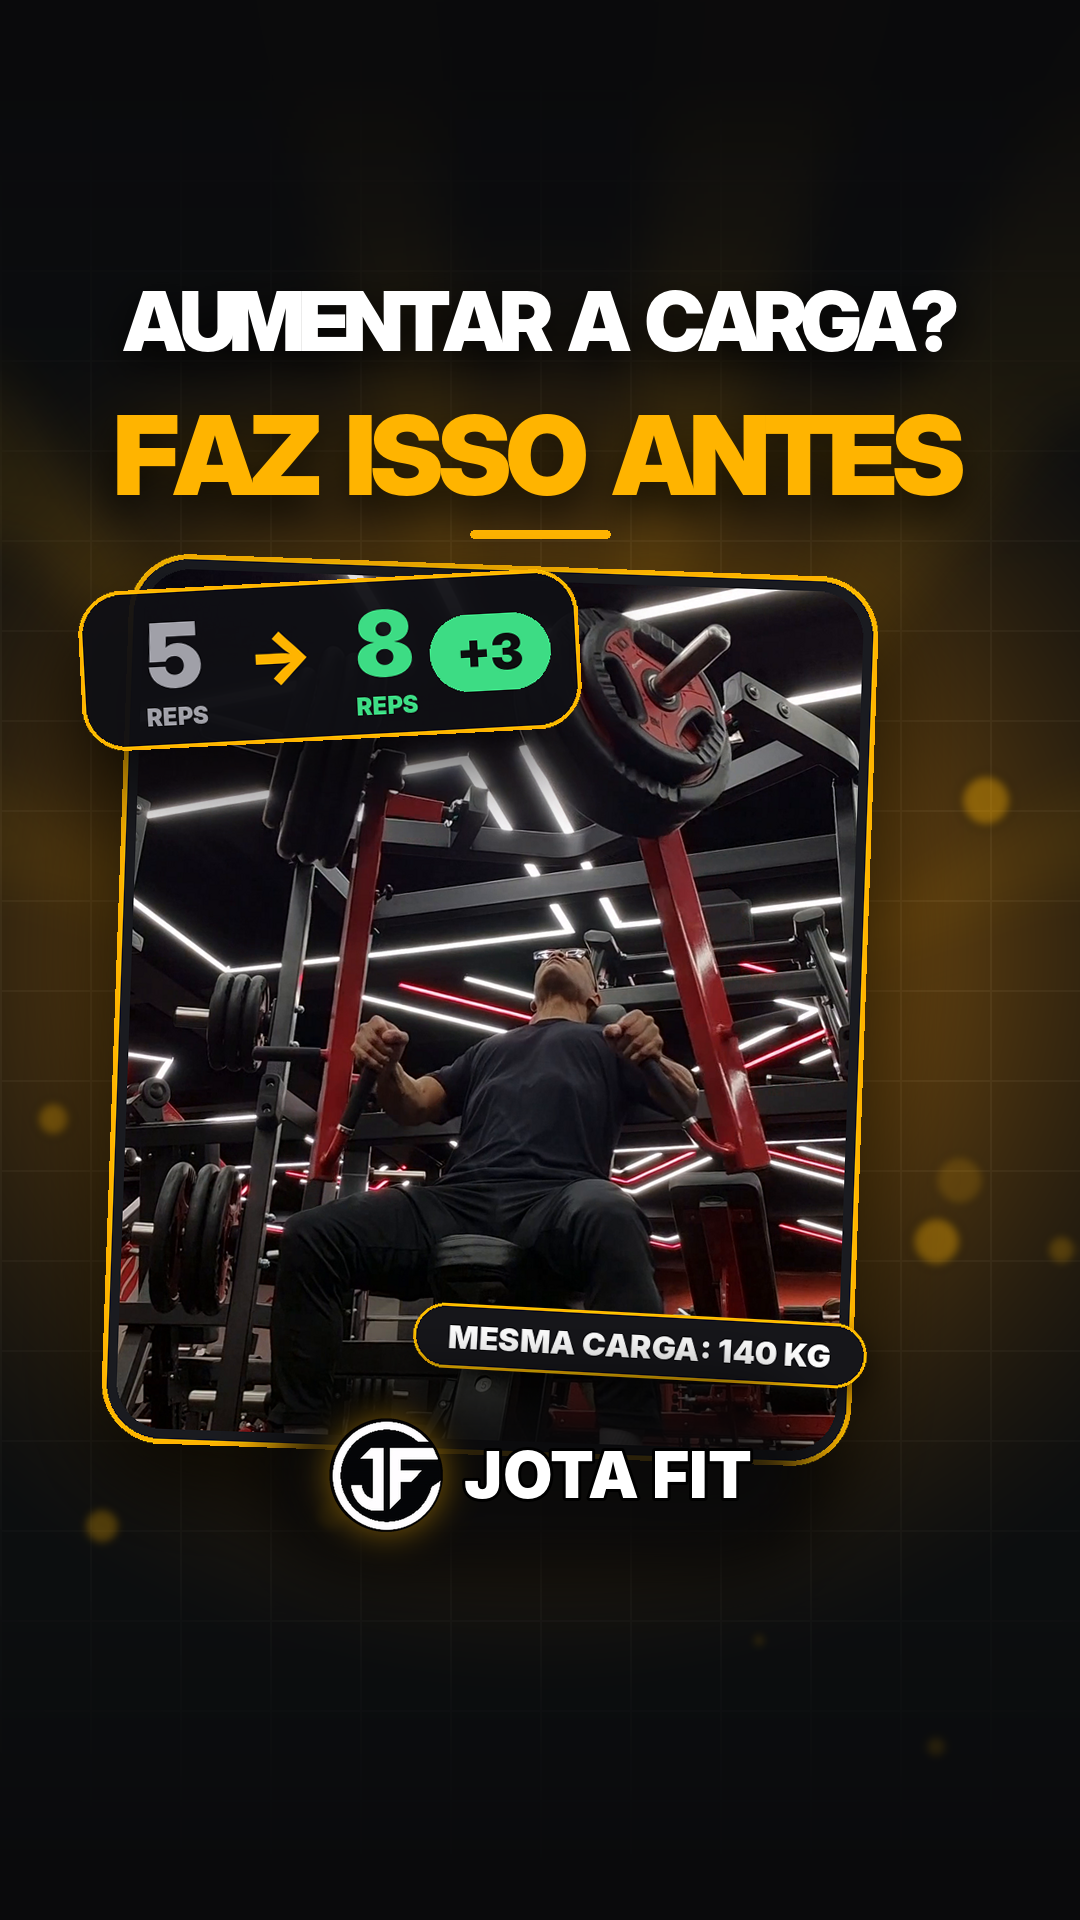 AUMENTAR A CARGA?
FAZ ISSO ANTES
5 → 8 +3
REPS REPS
MESMA CARGA: 140 KG
JF JOTA FIT